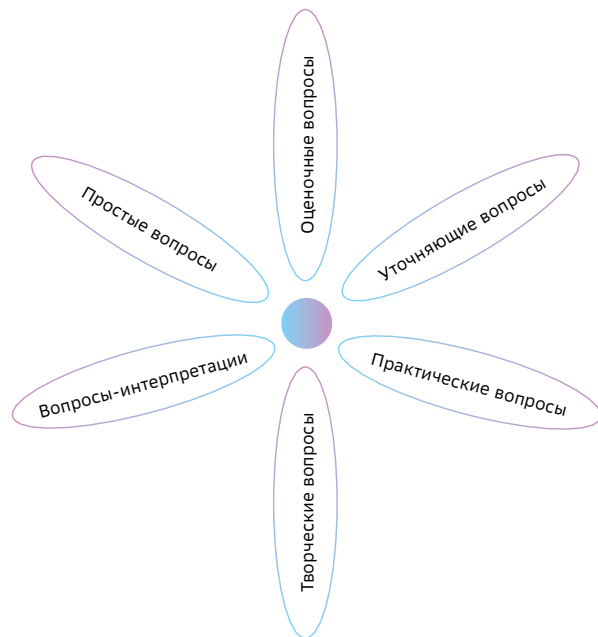 Оценочные вопросы
Простые вопросы
Уточняющие вопросы
Вопросы-интерпретации
Практические вопросы
Творческие вопросы